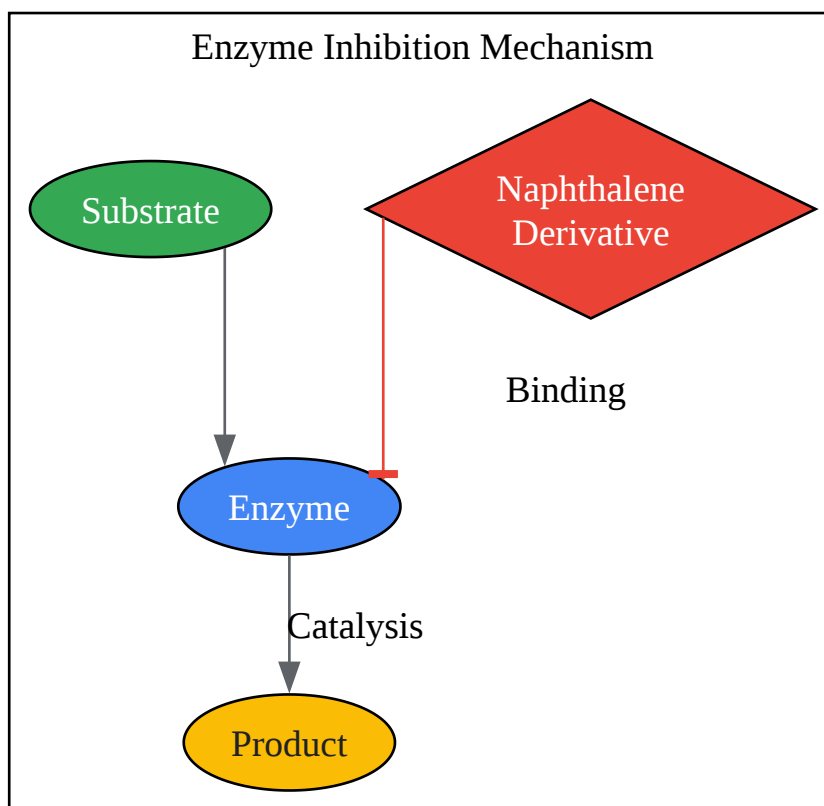 Enzyme Inhibition Mechanism
Substrate
Naphthalene
Derivative
Binding
Enzyme
Catalysis
Product